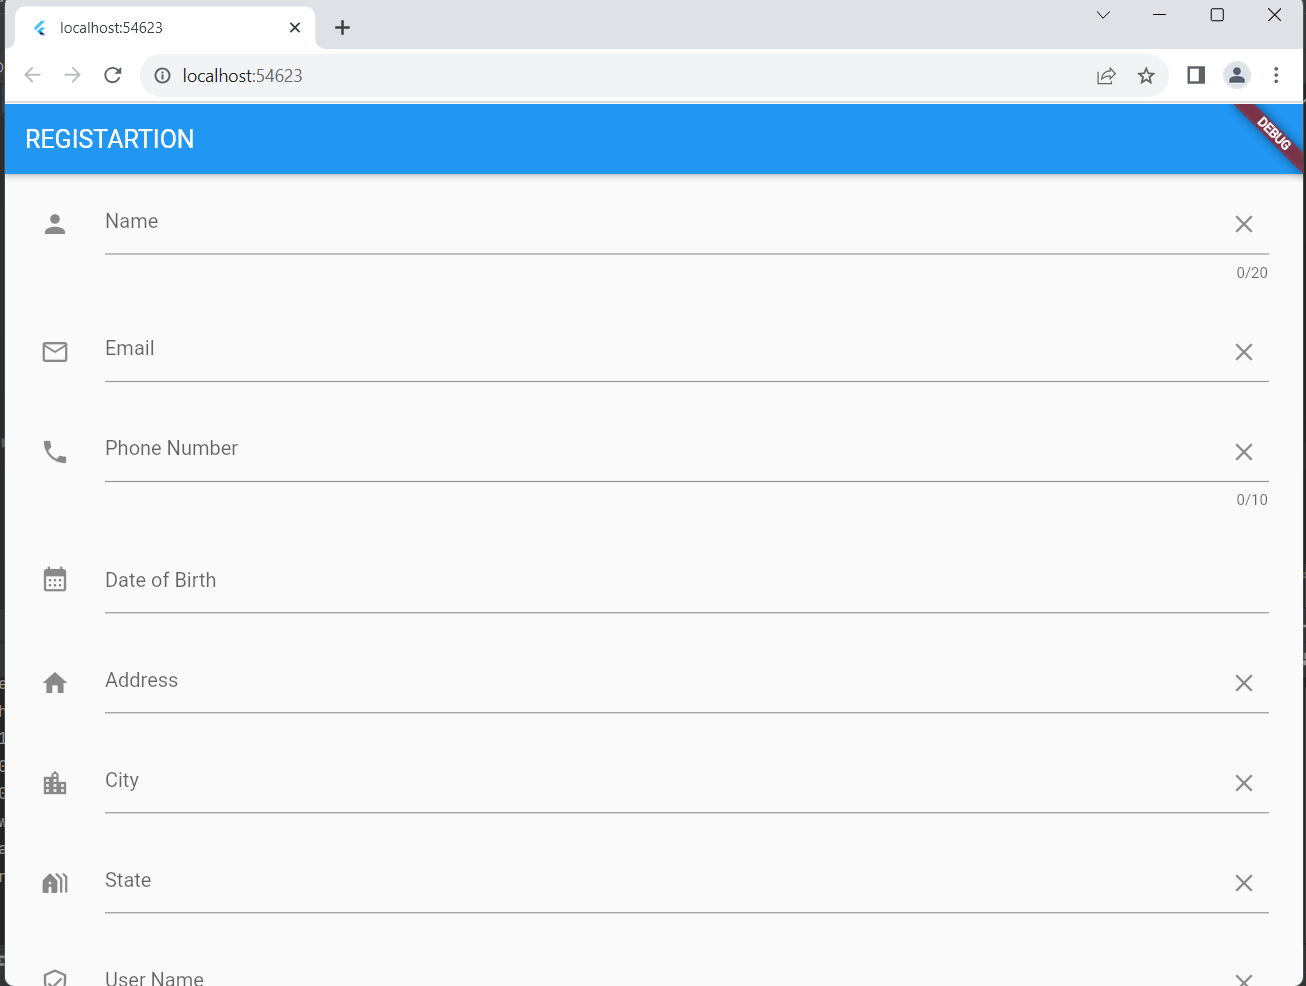 localhost:54623
localhost:54623
REGISTARTION
DEBUG
Name
0/20
Email
Phone Number
0/10
Date of Birth
Address
City
State
User Name